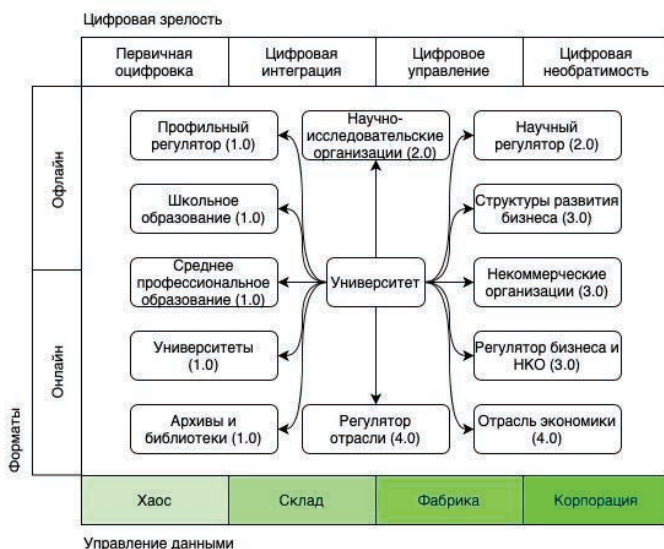 Цифровая зрелость
Первичная
оцифровка
Цифровая
интеграция
Цифровое
управление
Цифровая
необратимость
Форматы
Офлайн
Онлайн
Профильный
регулятор (1.0)
Научно-
исследовательские
организации (2.0)
Научный
регулятор (2.0)
Школьное
образование (1.0)
Структуры развития
бизнеса (3.0)
Среднее
профессиональное
образование (1.0)
Университет
Некоммерческие
организации (3.0)
Университеты
(1.0)
Регулятор бизнеса и
НКО (3.0)
Архивы и
библиотеки (1.0)
Регулятор
отрасли (4.0)
Отрасль экономики
(4.0)
Хаос
Склад
Фабрика
Корпорация
Управление данными